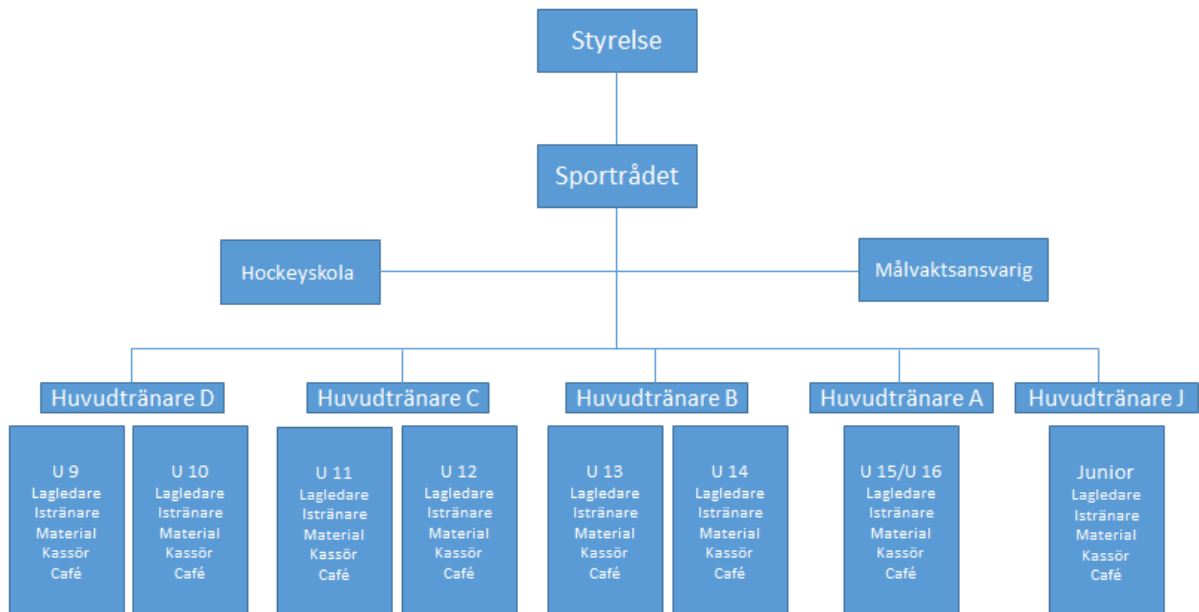 Styrelse
Sportrådet
Hockeyskola
Målvaktsansvarig
Huvudtränare D
Huvudtränare C
Huvudtränare B
Huvudtränare A
Huvudtränare J
U 9
Lagledare
Istränare
Material
Kassör
Café
U 10
Lagledare
Istränare
Material
Kassör
Café
U 11
Lagledare
Istränare
Material
Kassör
Café
U 12
Lagledare
Istränare
Material
Kassör
Café
U 13
Lagledare
Istränare
Material
Kassör
Café
U 14
Lagledare
Istränare
Material
Kassör
Café
U 15/U 16
Lagledare
Istränare
Material
Kassör
Café
Junior
Lagledare
Istränare
Material
Kassör
Café